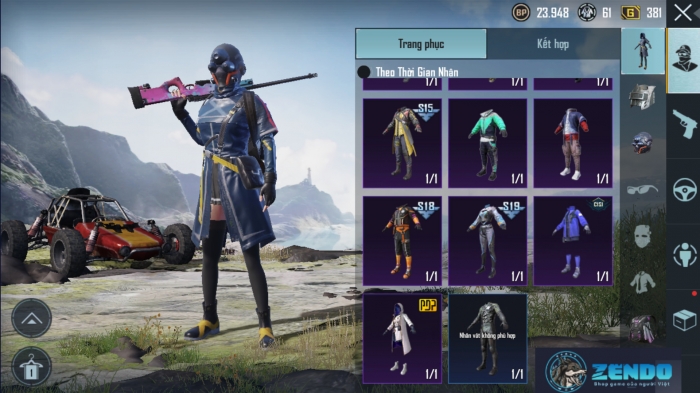 BP 23.948 61 G 381
Trang phục Kết hợp
Theo Thời Gian Nhận
S15
1/1 1/1 1/1
S18 S19
1/1 1/1 1/1
Nhân vật không phù hợp
1/1 1/1
ZENDO
Shop game của người Việt